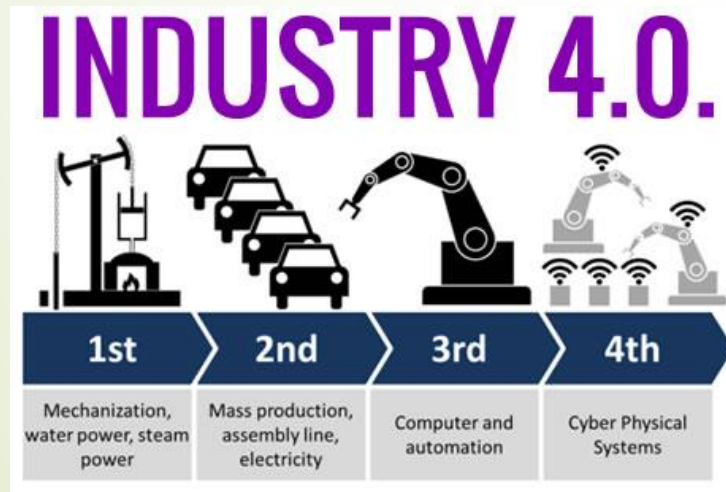 INDUSTRY 4.0.
1st
2nd
3rd
4th
Mechanization,
water power, steam
power
Mass production,
assembly line,
electricity
Computer and
automation
Cyber Physical
Systems